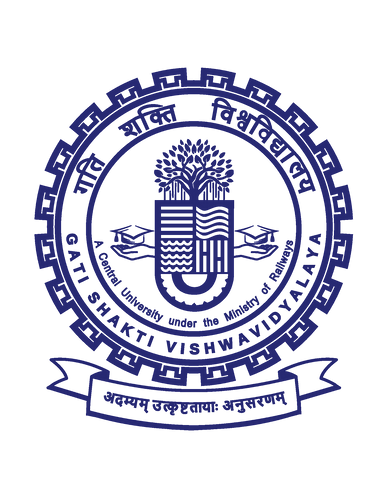 गति शक्ति विश्वविद्यालय
GATI SHAKTI VISHWAVIDYALAYA
A Central University under the Ministry of Railways
अदम्यम् उत्कृष्टतायाः अनुसरणम्